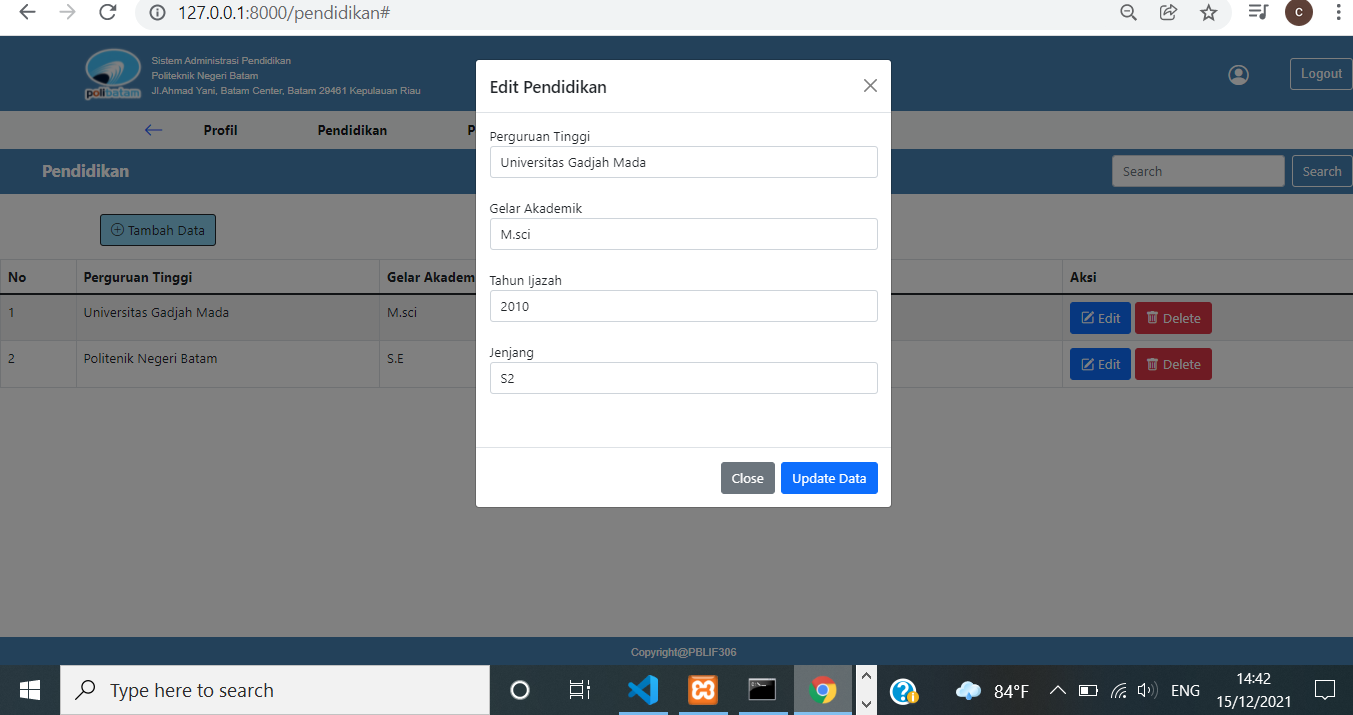 127.0.0.1:8000/pendidikan#
C
Sistem Administrasi Pendidikan
Politeknik Negeri Batam
Jl.Ahmad Yani, Batam Center, Batam 29461 Kepulauan Riau
polibatam
Logout
Profil Pendidikan P
Pendidikan
Search Search
Tambah Data
No Perguruan Tinggi Gelar Akadem Aksi
1 Universitas Gadjah Mada M.sci Edit Delete
2 Politenik Negeri Batam S.E Edit Delete
Edit Pendidikan
Perguruan Tinggi
Universitas Gadjah Mada
Gelar Akademik
M.sci
Tahun Ijazah
2010
Jenjang
S2
Close Update Data
Copyright@PBLIF306
Type here to search
84°F
ENG
14:42
15/12/2021